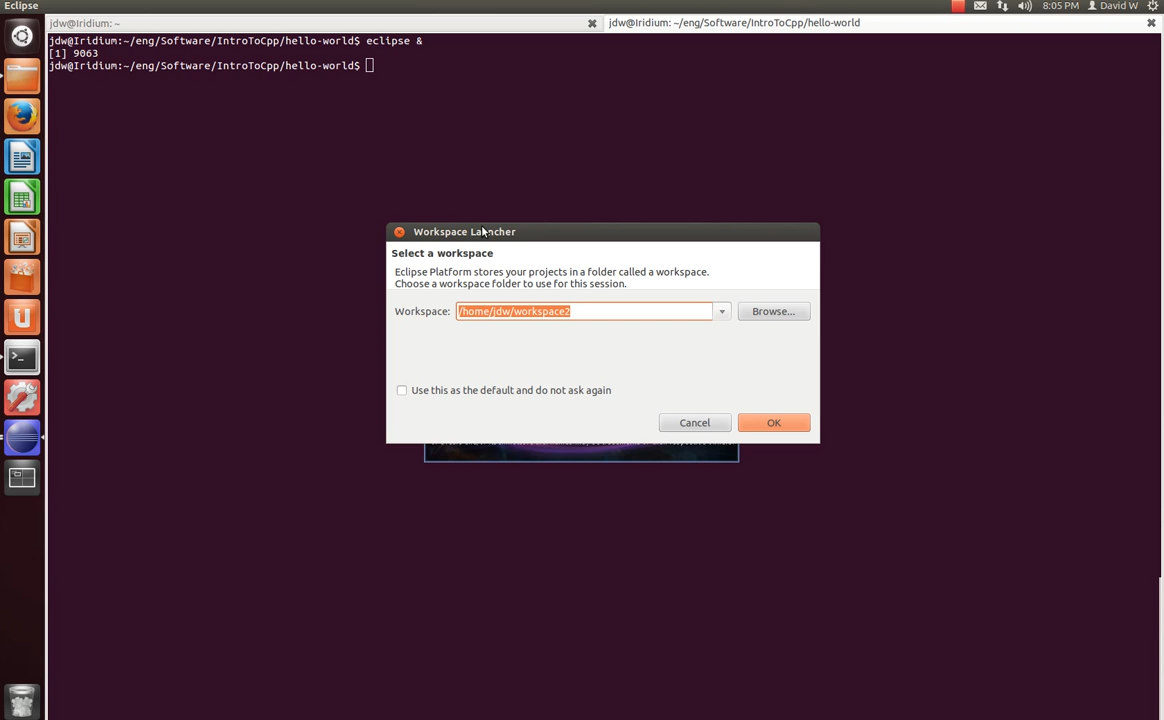 Eclipse
8:05 PM
David W
jdw@Iridium: ~
jdw@Iridium: ~/eng/Software/IntroToCpp/hello-world
jdw@Iridium:~/eng/Software/IntroToCpp/hello-world$ eclipse &
[1] 9063
jdw@Iridium:~/eng/Software/IntroToCpp/hello-world$
Workspace Launcher
Select a workspace
Eclipse Platform stores your projects in a folder called a workspace.
Choose a workspace folder to use for this session.
Workspace:
/home/jdw/workspace2
Browse...
Use this as the default and do not ask again
Cancel
OK